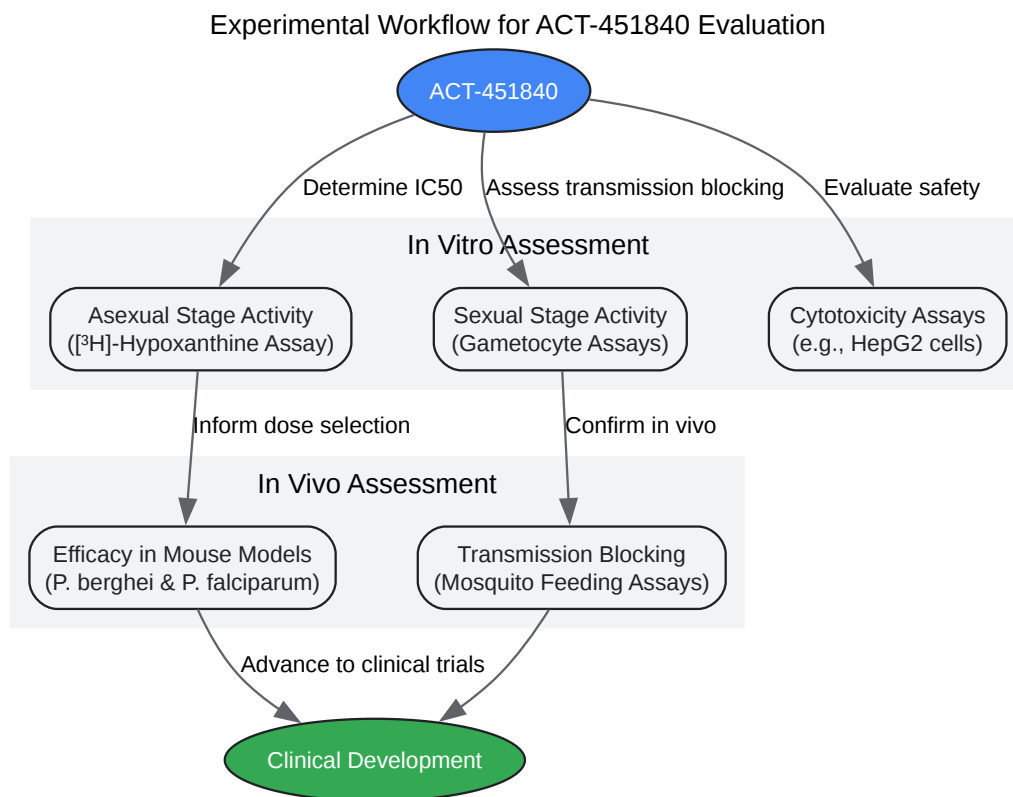 Experimental Workflow for ACT-451840 Evaluation
ACT-451840
Determine IC50
Assess transmission blocking
Evaluate safety
In Vitro Assessment
Asexual Stage Activity
([³H]-Hypoxanthine Assay)
Sexual Stage Activity
(Gametocyte Assays)
Cytotoxicity Assays
(e.g., HepG2 cells)
Inform dose selection
Confirm in vivo
In Vivo Assessment
Efficacy in Mouse Models
(P. berghei & P. falciparum)
Transmission Blocking
(Mosquito Feeding Assays)
Advance to clinical trials
Clinical Development